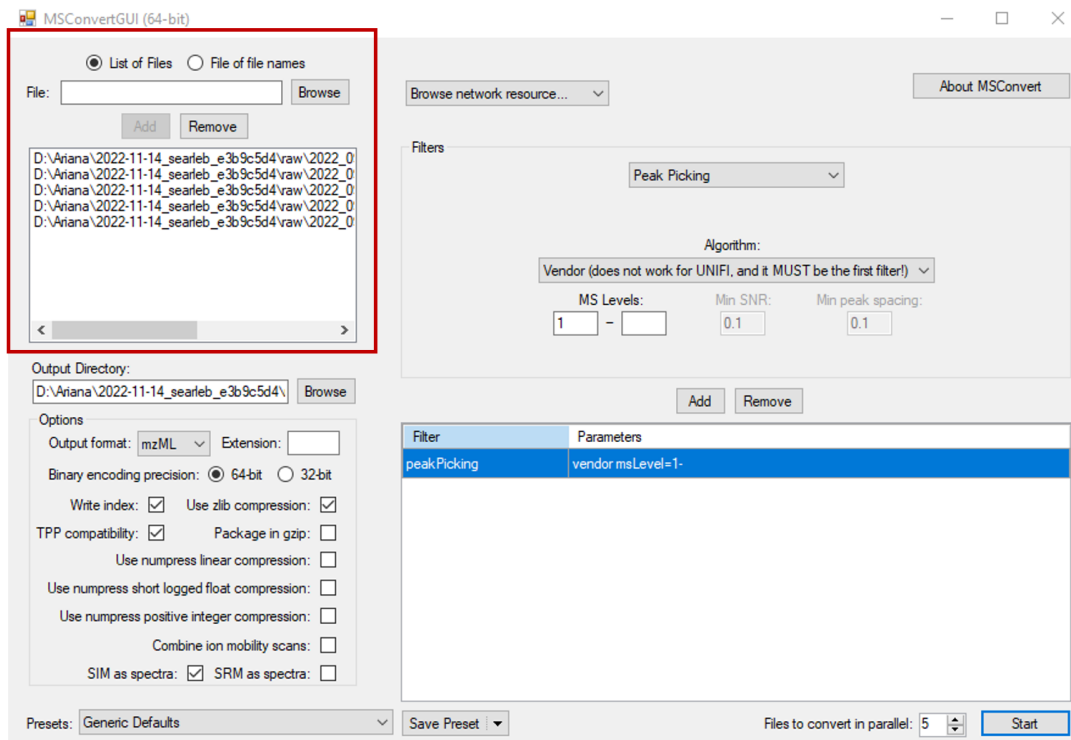 MSConvertGUI (64-bit)
List of Files File of file names
File: Browse
Add Remove
D:\Ariana\2022-11-14_searleb_e3b9c5d4\raw\2022_0
D:\Ariana\2022-11-14_searleb_e3b9c5d4\raw\2022_0
D:\Ariana\2022-11-14_searleb_e3b9c5d4\raw\2022_0
D:\Ariana\2022-11-14_searleb_e3b9c5d4\raw\2022_0
D:\Ariana\2022-11-14_searleb_e3b9c5d4\raw\2022_0
Output Directory:
D:\Ariana\2022-11-14_searleb_e3b9c5d4\ Browse
Options
Output format: mzML Extension:
Binary encoding precision: 64-bit 32-bit
Write index: Use zlib compression:
TPP compatibility: Package in gzip:
Use numpress linear compression:
Use numpress short logged float compression:
Use numpress positive integer compression:
Combine ion mobility scans:
SIM as spectra: SRM as spectra:
Presets: Generic Defaults Save Preset
Browse network resource... About MSConvert
Filters
Peak Picking
Algorithm:
Vendor (does not work for UNIFI, and it MUST be the first filter!)
MS Levels: Min SNR: Min peak spacing:
1 – 0.1 0.1
Add Remove
Filter Parameters
peakPicking vendor msLevel=1-
Files to convert in parallel: 5 Start